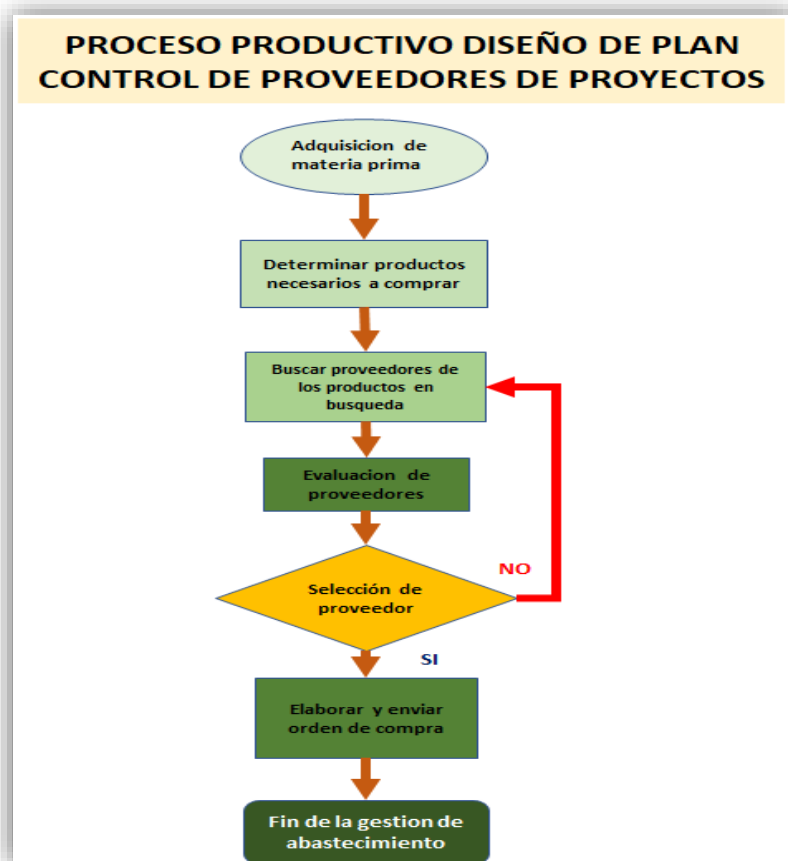 PROCESO PRODUCTIVO DISEÑO DE PLAN
CONTROL DE PROVEEDORES DE PROYECTOS
Adquisicion de
materia prima
Determinar productos
necesarios a comprar
Buscar proveedores de
los productos en
busqueda
Evaluacion de
proveedores
Selección de
proveedor
NO
SI
Elaborar y enviar
orden de compra
Fin de la gestion de
abastecimiento